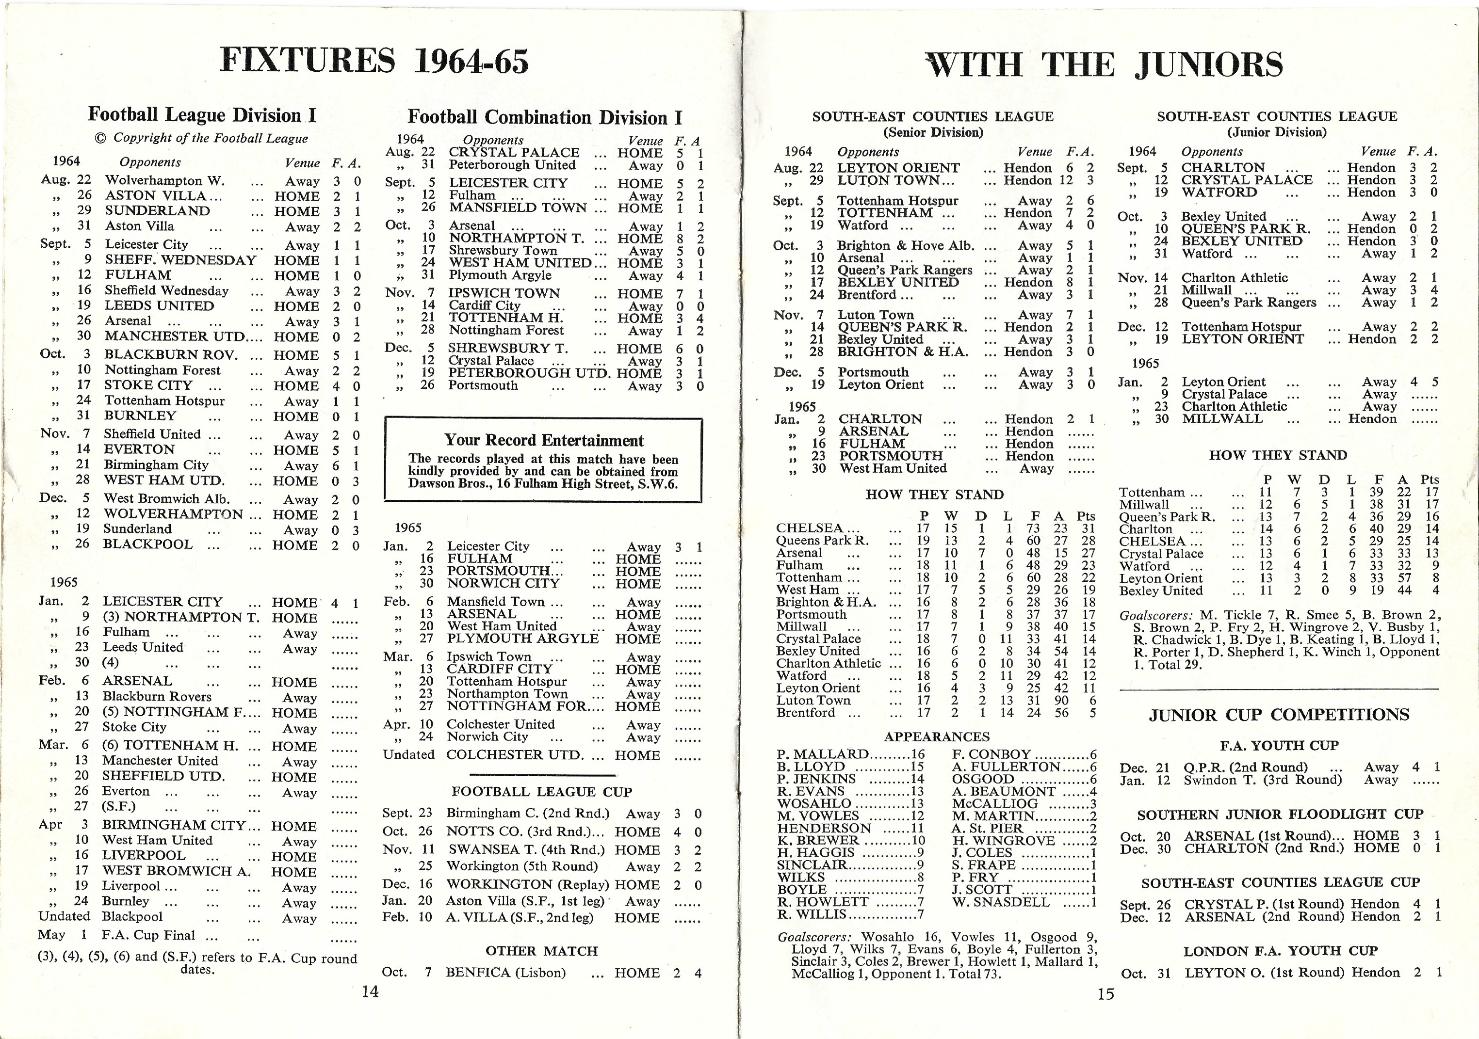 FIXTURES 1964-65
Football League Division I
© Copyright of the Football League
1964 Opponents Venue F. A.
Aug. 22 Wolverhampton W. ... Away 3 0
„ 26 ASTON VILLA ... ... HOME 2 1
„ 29 SUNDERLAND ... HOME 3 1
„ 31 Aston Villa ... ... Away 2 2
Sept. 5 Leicester City ... Away 1 1
„ 9 SHEFF. WEDNESDAY HOME 1 1
„ 12 FULHAM ... ... HOME 1 0
„ 16 Sheffield Wednesday ... Away 3 2
„ 19 LEEDS UNITED ... HOME 2 0
„ 26 Arsenal ... ... ... Away 3 1
„ 30 MANCHESTER UTD.... HOME 0 2
Oct. 3 BLACKBURN ROV. ... HOME 5 1
„ 10 Nottingham Forest ... Away 2 2
„ 17 STOKE CITY ... ... HOME 4 0
„ 24 Tottenham Hotspur ... Away 1 1
„ 31 BURNLEY ... ... HOME 0 1
Nov. 7 Sheffield United ... ... Away 2 0
„ 14 EVERTON ... ... HOME 5 1
„ 21 Birmingham City ... Away 6 1
„ 28 WEST HAM UTD. ... HOME 0 3
Dec. 5 West Bromwich Alb. ... Away 2 0
„ 12 WOLVERHAMPTON ... HOME 2 1
„ 19 Sunderland ... ... Away 0 3
„ 26 BLACKPOOL ... ... HOME 2 0
1965
Jan. 2 LEICESTER CITY ... HOME 4 1
„ 9 (3) NORTHAMPTON T. HOME ......
„ 16 Fulham ... ... ... Away ......
„ 23 Leeds United ... ... Away ......
„ 30 (4) ... ... ... ......
Feb. 6 ARSENAL ... ... HOME ......
„ 13 Blackburn Rovers ... Away ......
„ 20 (5) NOTTINGHAM F.... HOME ......
„ 27 Stoke City ... ... Away ......
Mar. 6 (6) TOTTENHAM H. ... HOME ......
„ 13 Manchester United ... Away ......
„ 20 SHEFFIELD UTD. ... HOME ......
„ 26 Everton ... ... ... Away ......
„ 27 (S.F.) ... ... ... ......
Apr 3 BIRMINGHAM CITY... HOME ......
„ 10 West Ham United ... Away ......
„ 16 LIVERPOOL ... ... HOME ......
„ 17 WEST BROMWICH A. HOME ......
„ 19 Liverpool ... ... ... Away ......
„ 24 Burnley ... ... ... Away ......
Undated Blackpool ... ... Away ......
May 1 F.A. Cup Final ... ... ......
(3), (4), (5), (6) and (S.F.) refers to F.A. Cup round
dates.
Football Combination Division I
1964 Opponents Venue F. A
Aug. 22 CRYSTAL PALACE ... HOME 5 1
„ 31 Peterborough United ... Away 0 1
Sept. 5 LEICESTER CITY ... HOME 5 2
„ 12 Fulham ... ... ... Away 2 1
„ 26 MANSFIELD TOWN ... HOME 1 1
Oct. 3 Arsenal ... ... ... Away 1 2
„ 10 NORTHAMPTON T. ... HOME 8 2
„ 17 Shrewsbury Town ... Away 5 0
„ 24 WEST HAM UNITED... HOME 3 1
„ 31 Plymouth Argyle ... Away 4 1
Nov. 7 IPSWICH TOWN ... HOME 7 1
„ 14 Cardiff City ... ... Away 0 0
„ 21 TOTTENHAM H. ... HOME 3 4
„ 28 Nottingham Forest ... Away 1 2
Dec. 5 SHREWSBURY T. ... HOME 6 0
„ 12 Crystal Palace ... ... Away 3 1
„ 19 PETERBOROUGH UTD. HOME 3 1
„ 26 Portsmouth ... ... Away 3 0
Your Record Entertainment
The records played at this match have been
kindly provided by and can be obtained from
Dawson Bros., 16 Fulham High Street, S.W.6.
1965
Jan. 2 Leicester City ... ... Away 3 1
„ 16 FULHAM ... ... HOME ......
„ 23 PORTSMOUTH... ... HOME ......
„ 30 NORWICH CITY ... HOME ......
Feb. 6 Mansfield Town ... ... Away ......
„ 13 ARSENAL ... ... HOME ......
„ 20 West Ham United ... Away ......
„ 27 PLYMOUTH ARGYLE HOME ......
Mar. 6 Ipswich Town ... ... Away ......
„ 13 CARDIFF CITY ... HOME ......
„ 20 Tottenham Hotspur ... Away ......
„ 23 Northampton Town ... Away ......
„ 27 NOTTINGHAM FOR.... HOME ......
Apr. 10 Colchester United ... Away ......
„ 24 Norwich City ... ... Away ......
Undated COLCHESTER UTD. ... HOME ......
FOOTBALL LEAGUE CUP
Sept. 23 Birmingham C. (2nd Rnd.) Away 3 0
Oct. 26 NOTTS CO. (3rd Rnd.)... HOME 4 0
Nov. 11 SWANSEA T. (4th Rnd.) HOME 3 2
„ 25 Workington (5th Round) Away 2 2
Dec. 16 WORKINGTON (Replay) HOME 2 0
Jan. 20 Aston Villa (S.F., 1st leg) Away ......
Feb. 10 A. VILLA (S.F., 2nd leg) HOME ......
OTHER MATCH
Oct. 7 BENFICA (Lisbon) ... HOME 2 4
14
WITH THE JUNIORS
SOUTH-EAST COUNTIES LEAGUE
(Senior Division)
1964 Opponents Venue F. A.
Aug. 22 LEYTON ORIENT ... Hendon 6 2
„ 29 LUTON TOWN... ... Hendon 12 3
Sept. 5 Tottenham Hotspur ... Away 2 6
„ 12 TOTTENHAM ... ... Hendon 7 2
„ 19 Watford ... ... ... Away 4 0
Oct. 3 Brighton & Hove Alb. ... Away 5 1
„ 10 Arsenal ... ... ... Away 1 1
„ 12 Queen's Park Rangers ... Away 2 1
„ 17 BEXLEY UNITED ... Hendon 8 1
„ 24 Brentford ... ... ... Away 3 1
Nov. 7 Luton Town ... ... Away 7 1
„ 14 QUEEN'S PARK R. ... Hendon 2 1
„ 21 Bexley United ... ... Away 3 1
„ 28 BRIGHTON & H.A. ... Hendon 3 0
Dec. 5 Portsmouth ... ... Away 3 1
„ 19 Leyton Orient ... ... Away 3 0
1965
Jan. 2 CHARLTON ... ... Hendon 2 1
„ 9 ARSENAL ... ... Hendon ......
„ 16 FULHAM ... ... Hendon ......
„ 23 PORTSMOUTH ... Hendon ......
„ 30 West Ham United ... Away ......
HOW THEY STAND
P W D L F A Pts
CHELSEA ... ... 17 15 1 1 73 23 31
Queens Park R. ... 19 13 2 4 60 27 28
Arsenal ... ... 17 10 7 0 48 15 27
Fulham ... ... 18 11 1 6 48 29 23
Tottenham ... ... 18 10 2 6 60 28 22
West Ham ... ... 17 7 5 5 29 26 19
Brighton & H.A. ... 16 8 2 6 28 36 18
Portsmouth ... 17 8 1 8 37 37 17
Millwall ... ... 17 7 1 9 38 40 15
Crystal Palace ... 18 7 0 11 33 41 14
Bexley United ... 16 6 2 8 34 54 14
Charlton Athletic ... 16 6 0 10 30 41 12
Watford ... ... 18 5 2 11 29 42 12
Leyton Orient ... 16 4 3 9 25 42 11
Luton Town ... 17 2 2 13 31 90 6
Brentford ... ... 17 2 1 14 24 56 5
APPEARANCES
P. MALLARD.........16
B. LLOYD ............15
P. JENKINS .........14
R. EVANS ............13
WOSAHLO ............13
M. VOWLES .........12
HENDERSON .........11
K. BREWER .........10
H. HAGGIS ............9
SINCLAIR...............9
WILKS ..................8
BOYLE ..................7
R. HOWLETT .........7
R. WILLIS...............7
F. CONBOY ............6
A. FULLERTON......6
OSGOOD ...............6
A. BEAUMONT ......4
McCALLIOG .........3
M. MARTIN............2
A. St. PIER ............2
H. WINGROVE ......2
J. COLES ...............1
S. FRAPE ...............1
P. FRY ..................1
J. SCOTT ...............1
W. SNASDELL ......1
Goalscorers: Wosahlo 16, Vowles 11, Osgood 9,
Lloyd 7, Wilks 7, Evans 6, Boyle 4, Fullerton 3,
Sinclair 3, Coles 2, Brewer 1, Howlett 1, Mallard 1,
McCalliog 1, Opponent 1. Total 73.
SOUTH-EAST COUNTIES LEAGUE
(Junior Division)
1964 Opponents Venue F. A.
Sept. 5 CHARLTON ... ... Hendon 3 2
„ 12 CRYSTAL PALACE ... Hendon 3 2
„ 19 WATFORD ... ... Hendon 3 0
Oct. 3 Bexley United ... ... Away 2 1
„ 10 QUEEN'S PARK R. ... Hendon 0 2
„ 24 BEXLEY UNITED ... Hendon 3 0
„ 31 Watford ... ... ... Away 1 2
Nov. 14 Charlton Athletic ... Away 2 1
„ 21 Millwall ... ... ... Away 3 4
„ 28 Queen's Park Rangers ... Away 1 2
Dec. 12 Tottenham Hotspur ... Away 2 2
„ 19 LEYTON ORIENT ... Hendon 2 2
1965
Jan. 2 Leyton Orient ... ... Away 4 5
„ 9 Crystal Palace ... ... Away ......
„ 23 Charlton Athletic ... Away ......
„ 30 MILLWALL ... ... Hendon ......
HOW THEY STAND
P W D L F A Pts
Tottenham ... ... 11 7 3 1 39 22 17
Millwall ... ... 12 6 5 1 38 31 17
Queen's Park R. ... 13 7 2 4 36 29 16
Charlton ... ... 14 6 2 6 40 29 14
CHELSEA ... ... 13 6 2 5 29 25 14
Crystal Palace ... 13 6 1 6 33 33 13
Watford ... ... 12 4 1 7 33 32 9
Leyton Orient ... 13 3 2 8 33 57 8
Bexley United ... 11 2 0 9 19 44 4
Goalscorers: M. Tickle 7, R. Smee 5, B. Brown 2,
S. Brown 2, P. Fry 2, H. Wingrove 2, V. Busby 1,
R. Chadwick 1, B. Dye 1, B. Keating 1, B. Lloyd 1,
R. Porter 1, D. Shepherd 1, K. Winch 1, Opponent
1. Total 29.
JUNIOR CUP COMPETITIONS
F.A. YOUTH CUP
Dec. 21 Q.P.R. (2nd Round) ... Away 4 1
Jan. 12 Swindon T. (3rd Round) Away ......
SOUTHERN JUNIOR FLOODLIGHT CUP
Oct. 20 ARSENAL (1st Round)... HOME 3 1
Dec. 30 CHARLTON (2nd Rnd.) HOME 0 1
SOUTH-EAST COUNTIES LEAGUE CUP
Sept. 26 CRYSTAL P. (1st Round) Hendon 4 1
Dec. 12 ARSENAL (2nd Round) Hendon 2 1
LONDON F.A. YOUTH CUP
Oct. 31 LEYTON O. (1st Round) Hendon 2 1
15